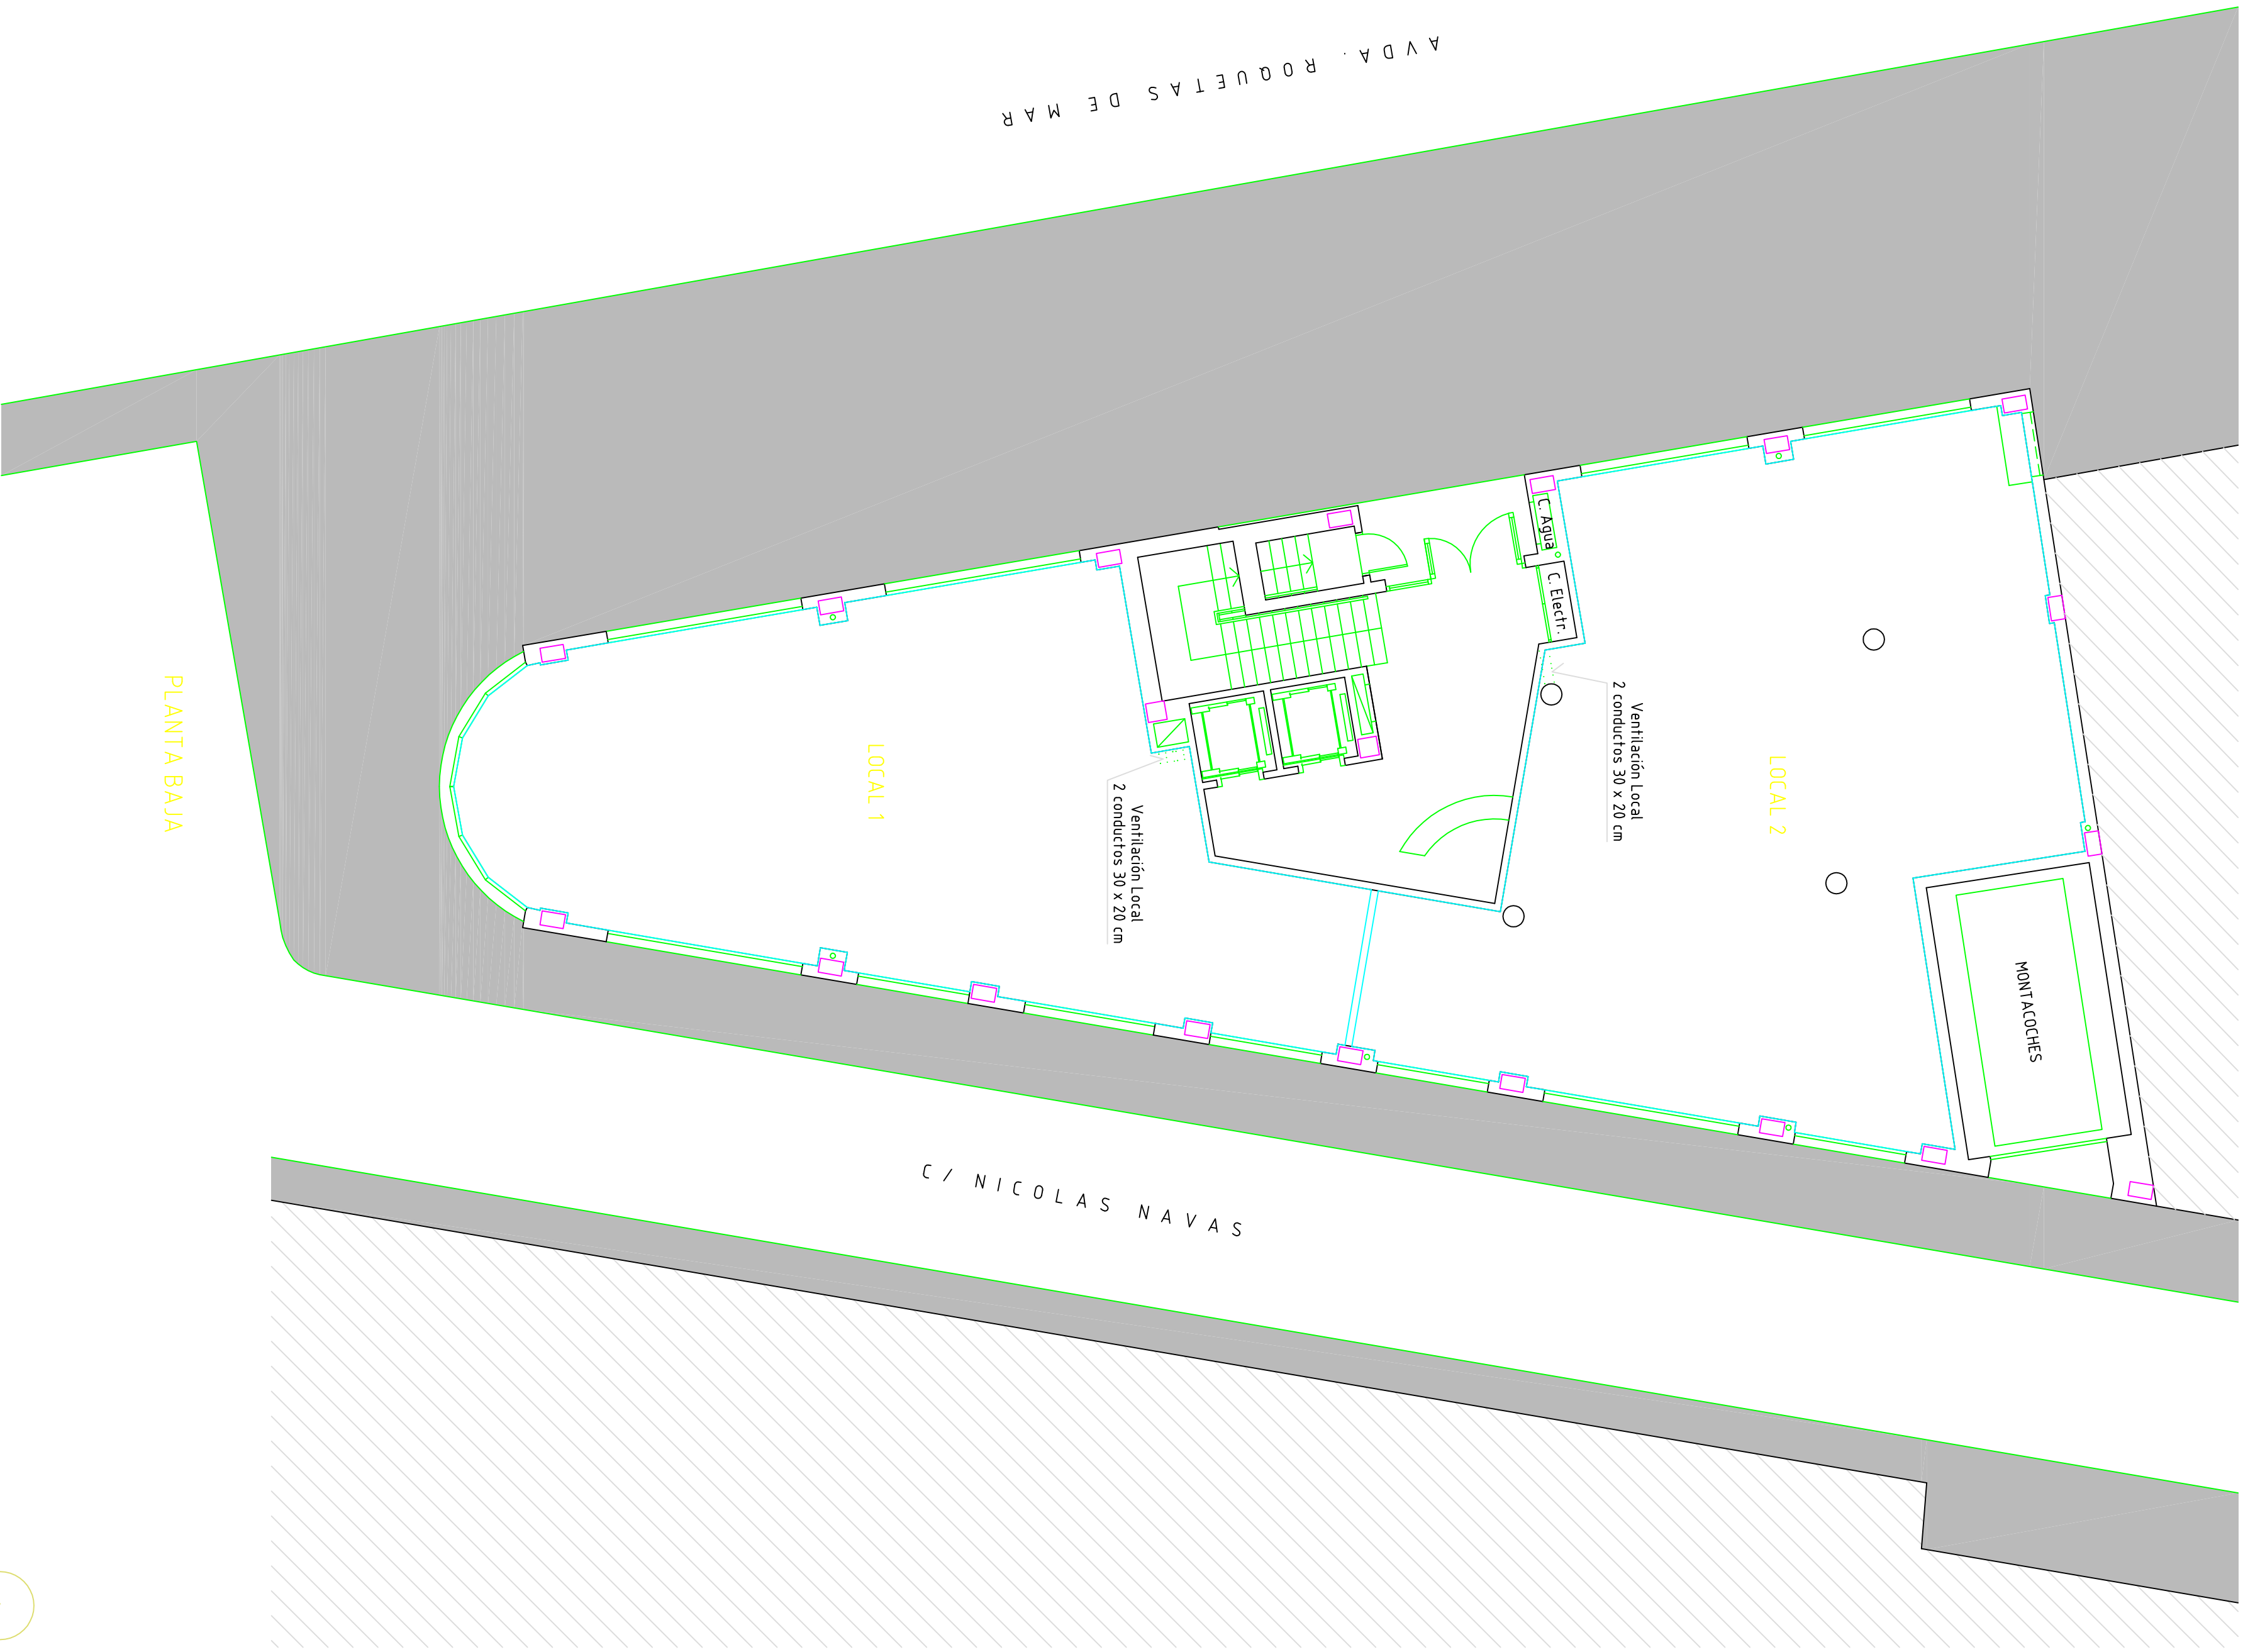 AVDA. ROQUETAS DE MAR
C. Agua
C. Electr.
Ventilación Local
2 conductos 30 x 20 cm
LOCAL 2
LOCAL 1
PLANTA BAJA
Ventilación Local
2 conductos 30 x 20 cm
MONTACOCHES
C/ NICOLAS NAVAS